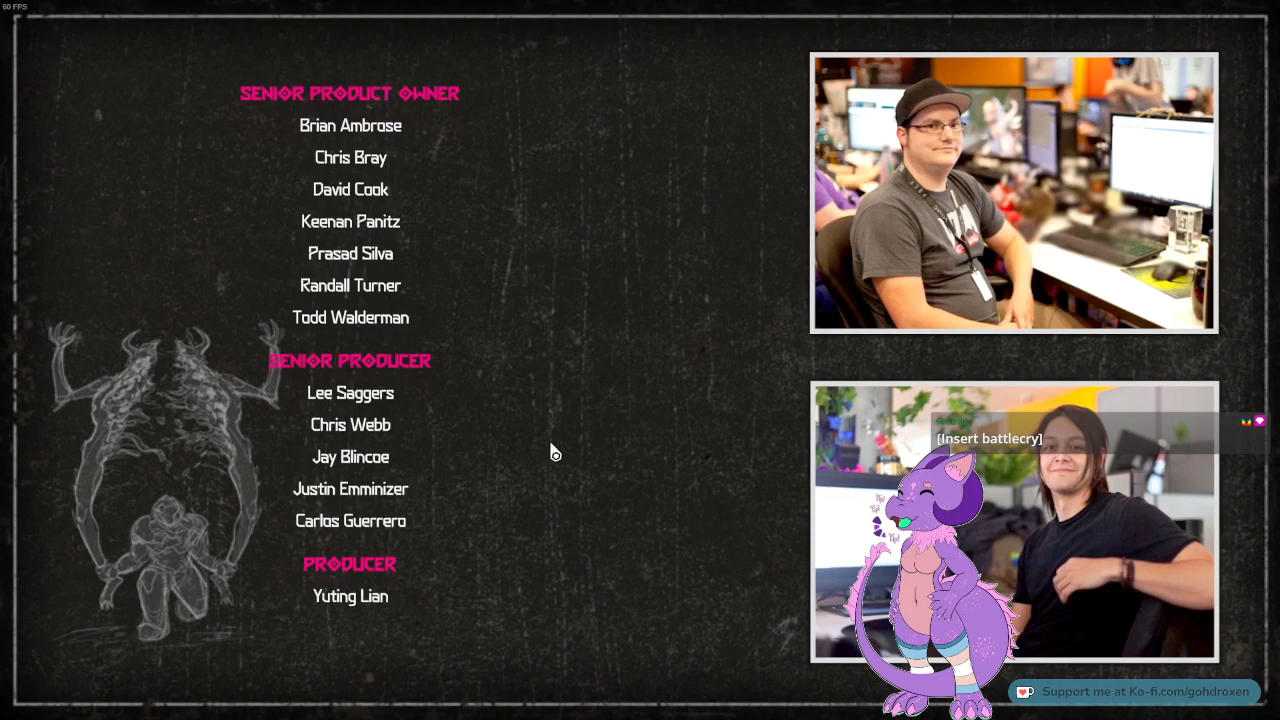 60 FPS
SENIOR PRODUCT OWNER
Brian Ambrose
Chris Bray
David Cook
Keenan Panitz
Prasad Silva
Randall Turner
Todd Walderman
SENIOR PRODUCER
Lee Saggers
Chris Webb
Jay Blincoe
Justin Emminizer
Carlos Guerrero
PRODUCER
Yuting Lian
[Insert battlecry]
Support me at Ko-fi.com/gohdroxen